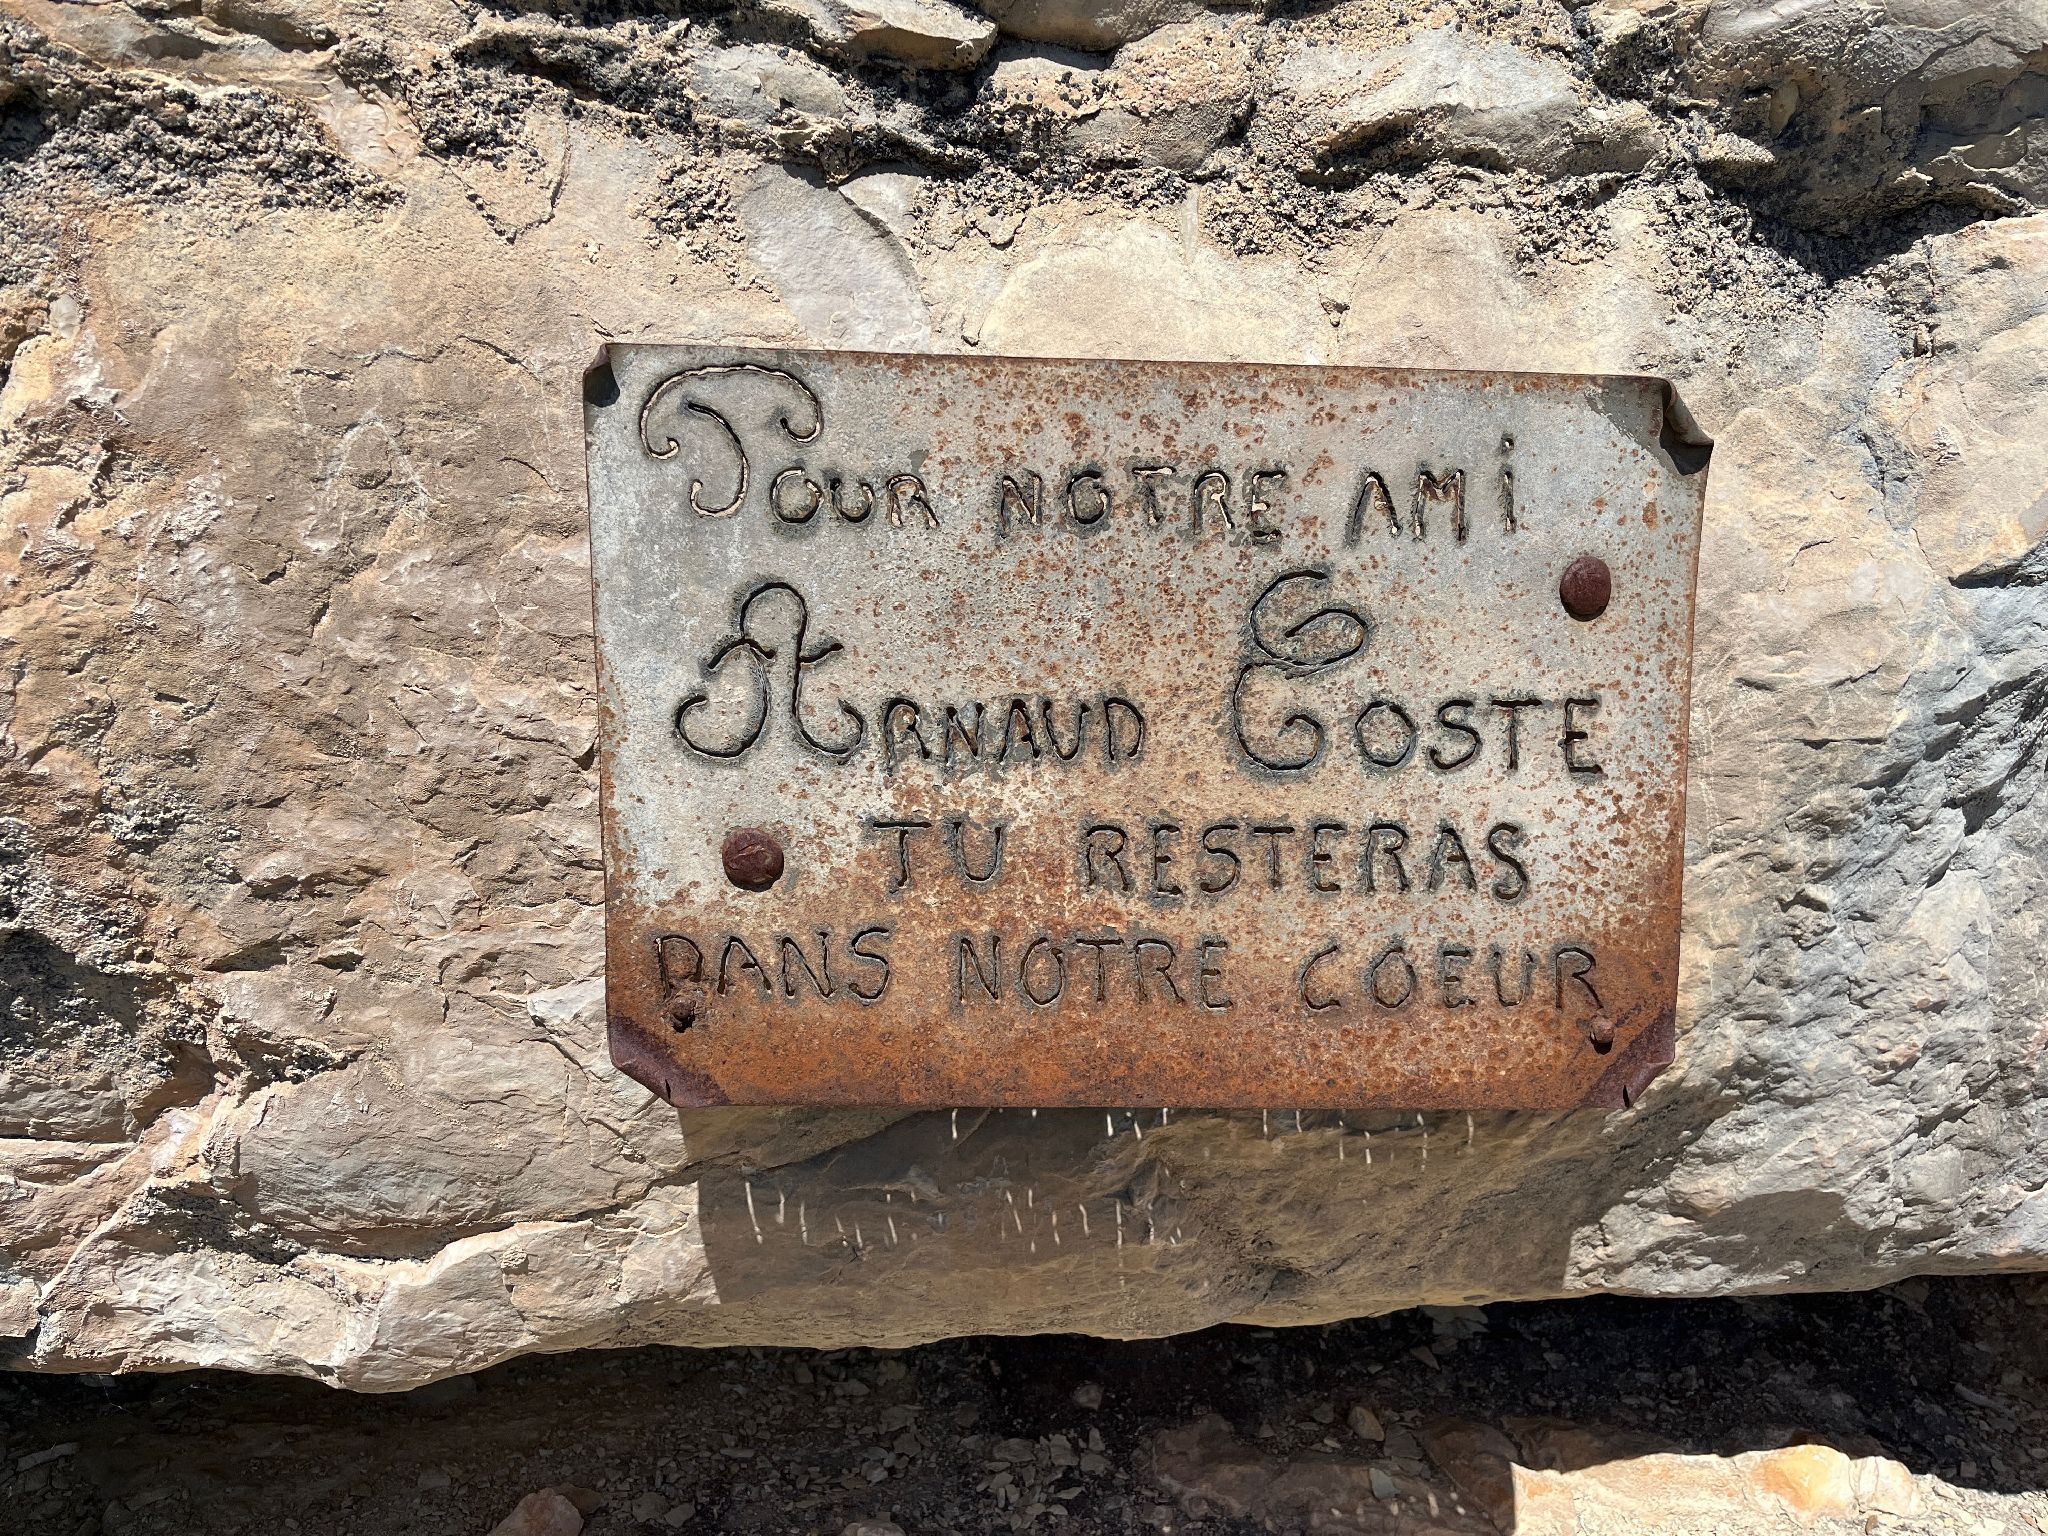 Pour NOTRE AMi
ARNAUD COSTE
TU RESTERAS
DANS NOTRE COEUR